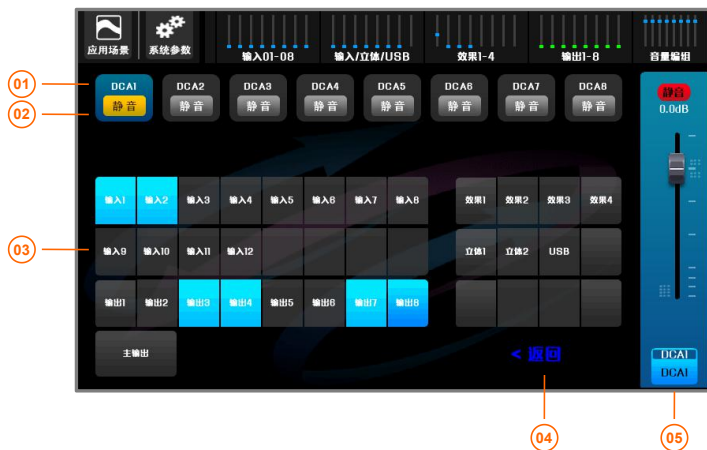 应用场景 系统参数 输入01-08 输入/立体/USB 效果1-4 输出1-8 音量编组
01
DCA1 DCA2 DCA3 DCA4 DCA5 DCA6 DCA7 DCA8 静音
02
静音 静音 静音 静音 静音 静音 静音 静音 0.0dB
输入1 输入2 输入3 输入4 输入5 输入6 输入7 输入8 效果1 效果2 效果3 效果4
03
输入9 输入10 输入11 输入12 立体1 立体2 USB
输出1 输出2 输出3 输出4 输出5 输出6 输出7 输出8
主输出 < 返回 DCA1
DCA1
04 05